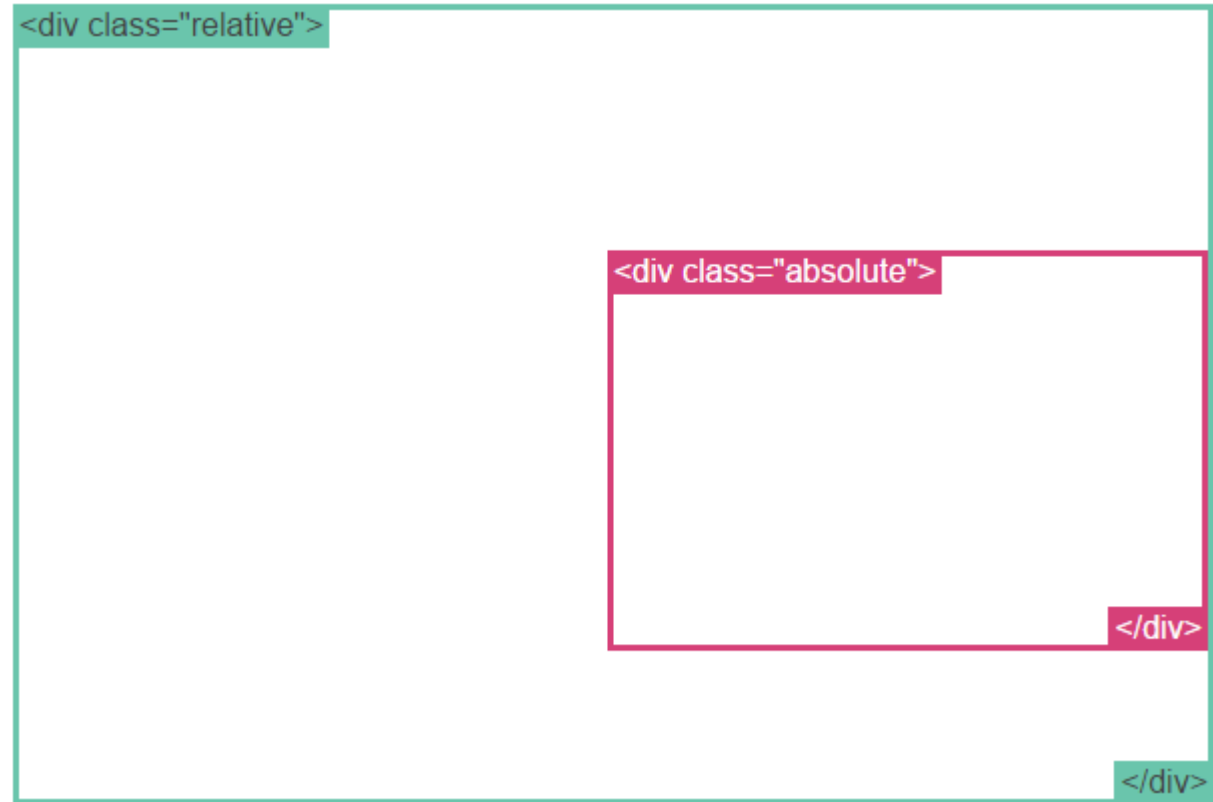 <div class="relative">
<div class="absolute">
</div>
</div>